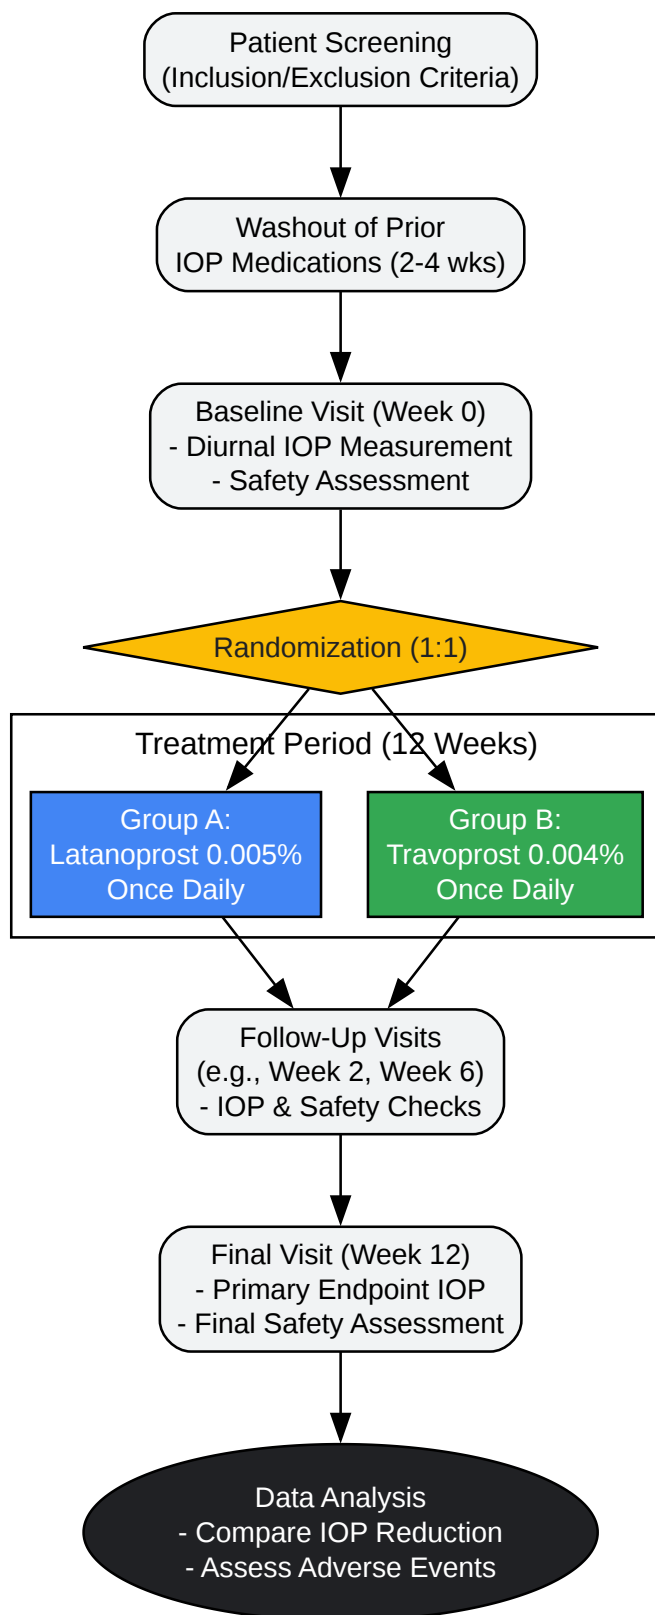 Patient Screening
(Inclusion/Exclusion Criteria)
Washout of Prior
IOP Medications (2-4 wks)
Baseline Visit (Week 0)
- Diurnal IOP Measurement
- Safety Assessment
Randomization (1:1)
Treatment Period (12 Weeks)
Group A:
Latanoprost 0.005%
Once Daily
Group B:
Travoprost 0.004%
Once Daily
Follow-Up Visits
(e.g., Week 2, Week 6)
- IOP & Safety Checks
Final Visit (Week 12)
- Primary Endpoint IOP
- Final Safety Assessment
Data Analysis
- Compare IOP Reduction
- Assess Adverse Events